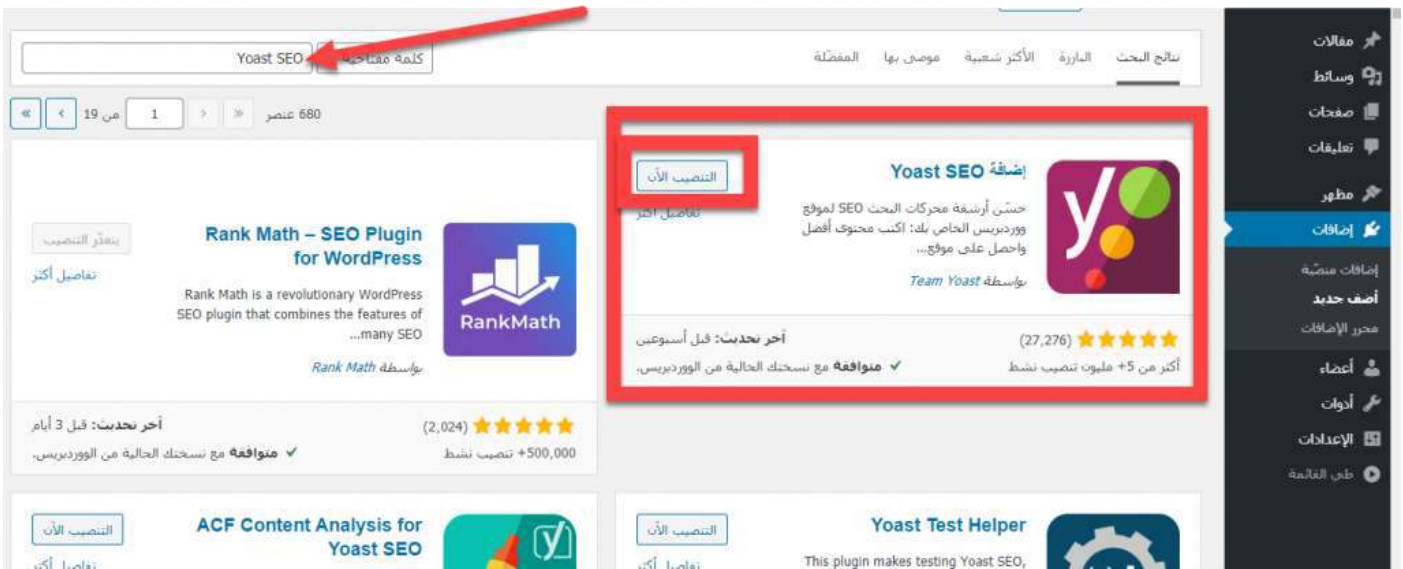 مقالات
وسائط
صفحات
تعليقات
مظهر
إضافات
إضافات منصّبة
أضف جديد
محرر الإضافات
أعضاء
أدوات
الإعدادات
طي القائمة
نتائج البحث البارزة الأكثر شعبية موصى بها المفضّلة
كلمة مفتاحية Yoast SEO
680 عنصر « ‹ 1 من 19 › »
إضافة Yoast SEO
التنصيب الآن
تفاصيل أكثر
حسّن أرشفة محركات البحث SEO لموقع
ووردبريس الخاص بك: اكتب محتوى أفضل
واحصل على موقع...
بواسطة Team Yoast
(27,276)
آخر تحديث: قبل أسبوعين
أكثر من 5+ مليون تنصيب نشط
متوافقة مع نسختك الحالية من الووردبريس.
Rank Math – SEO Plugin
for WordPress
يتعذّر التنصيب
تفاصيل أكثر
Rank Math is a revolutionary WordPress
SEO plugin that combines the features of
many SEO...
بواسطة Rank Math
RankMath
(2,024)
آخر تحديث: قبل 3 أيام
500,000+ تنصيب نشط
متوافقة مع نسختك الحالية من الووردبريس.
Yoast Test Helper
التنصيب الآن
تفاصيل أكثر
This plugin makes testing Yoast SEO,
ACF Content Analysis for
Yoast SEO
التنصيب الآن
تفاصيل أكثر